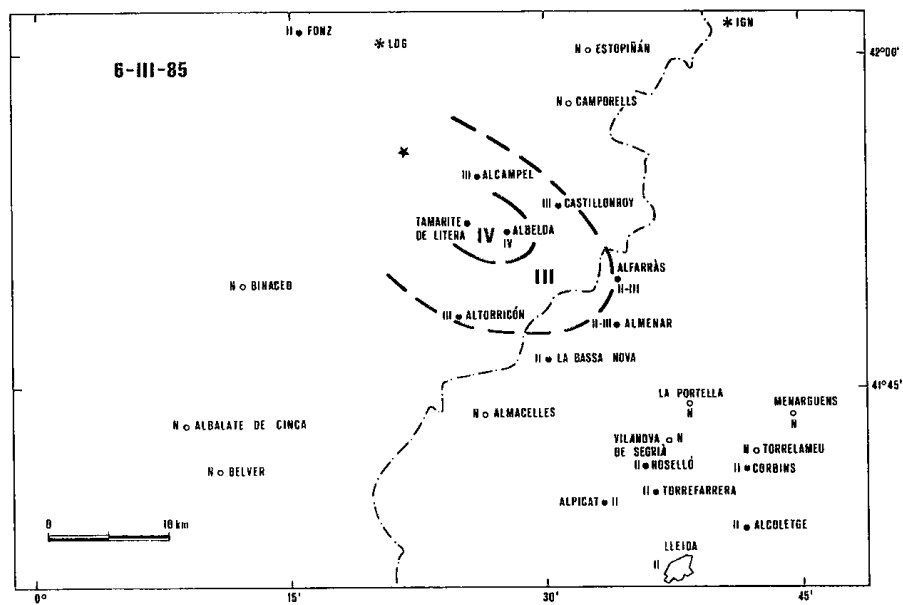 II FONZ
LDG
IGN
N ESTOPIÑÁN
42°00'
6-III-85
N CAMPORELLS
III ALCAMPEL
III CASTILLONROY
TAMARITE
DE LITERA
IV
ALBELDA
IV
III
ALFARRÀS
II-III
N BINACED
III ALTORRICÓN
II-III ALMENAR
II LA BASSA NOVA
41°45'
LA PORTELLA
N
MENARGUENS
N
N ALMACELLES
N ALBALATE DE CINCA
VILANOVA
DE SEGRIÀ
N
N TORRELAMEU
II ROSELLÓ
II CORBINS
N BELVER
II TORREFARRERA
ALPICAT II
II ALCOLETGE
0 10 km
LLEIDA
II
0°
15'
30'
45'